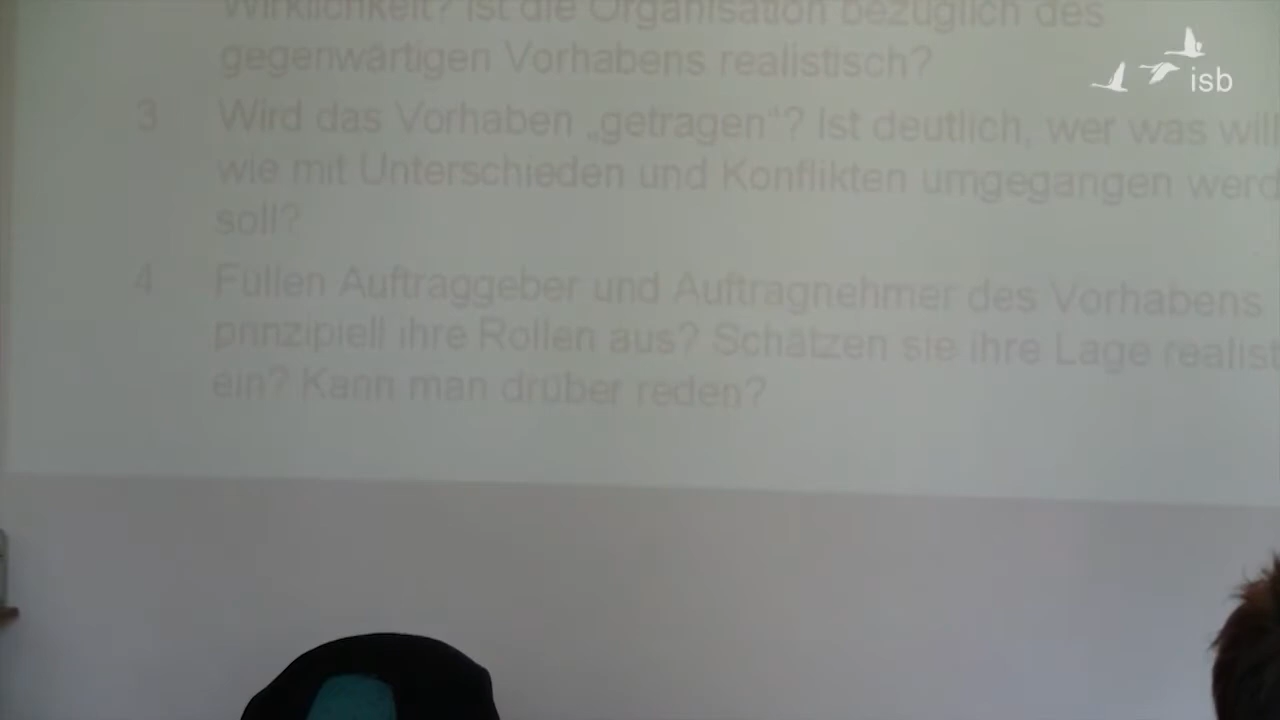 Wirklichkeit? Ist die Organisation bezüglich des
gegenwärtigen Vorhabens realistisch?
3 Wird das Vorhaben „getragen“? Ist deutlich, wer was will
wie mit Unterschieden und Konflikten umgegangen werd
soll?
4 Füllen Auftraggeber und Auftragnehmer des Vorhabens
prinzipiell ihre Rollen aus? Schätzen sie ihre Lage realist
ein? Kann man drüber reden?
isb